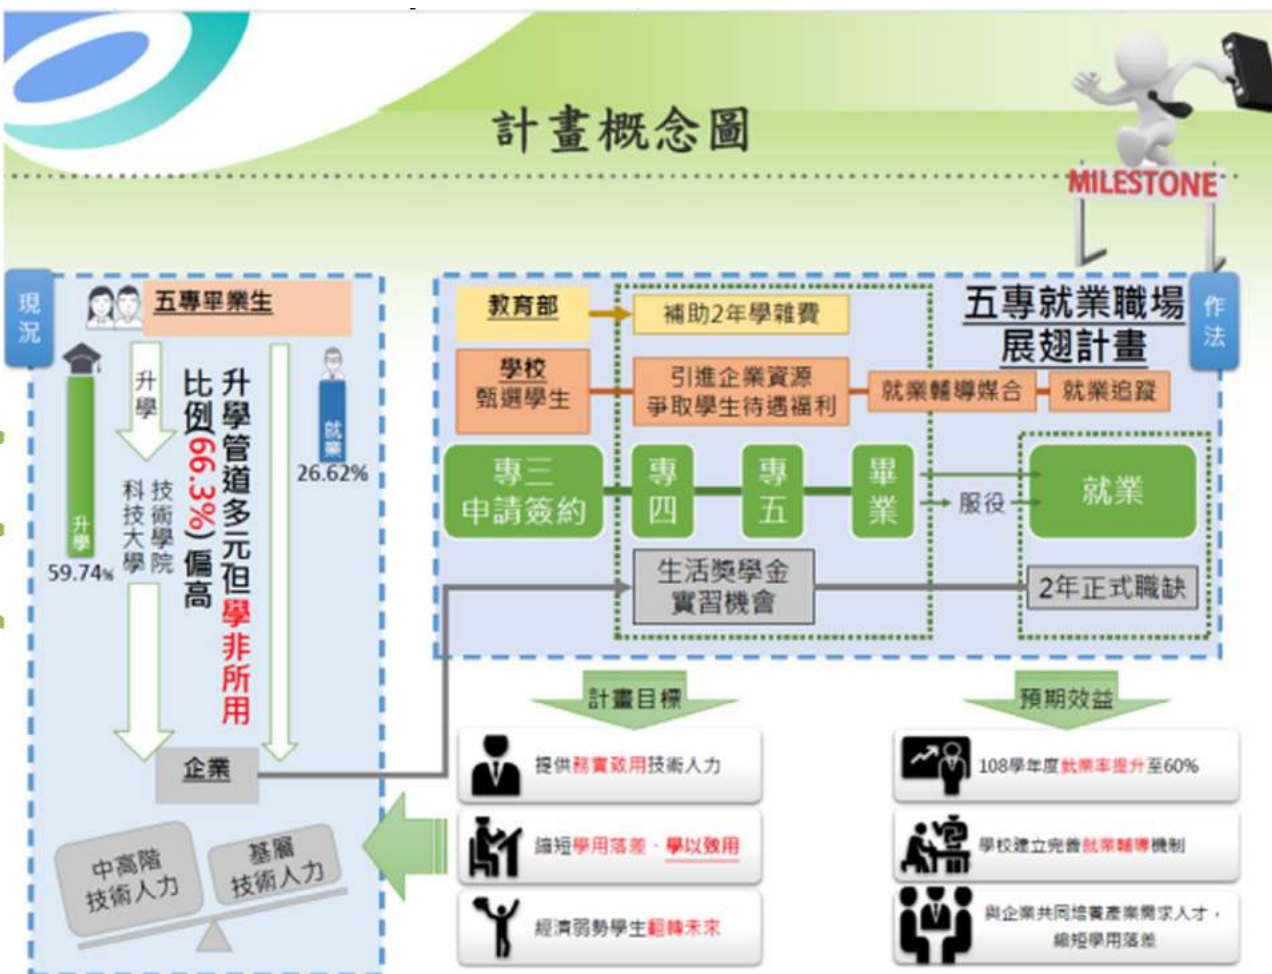 計畫概念圖
MILESTONE
現況
五專畢業生
升學
59.74%
升學
技術學院
科技大學
升學管道多元但學非所用
比例(66.3%)偏高
就業
26.62%
企業
中高階
技術人力
基層
技術人力
作法
五專就業職場
展翅計畫
教育部
補助2年學雜費
學校
甄選學生
引進企業資源
爭取學生待遇福利
就業輔導媒合
就業追蹤
專三
申請簽約
專四
專五
畢業
服役
就業
生活獎學金
實習機會
2年正式職缺
計畫目標
提供務實致用技術人力
縮短學用落差、學以致用
經濟弱勢學生翻轉未來
預期效益
108學年度就業率提升至60%
學校建立完善就業輔導機制
與企業共同培養產業需求人才，
縮短學用落差